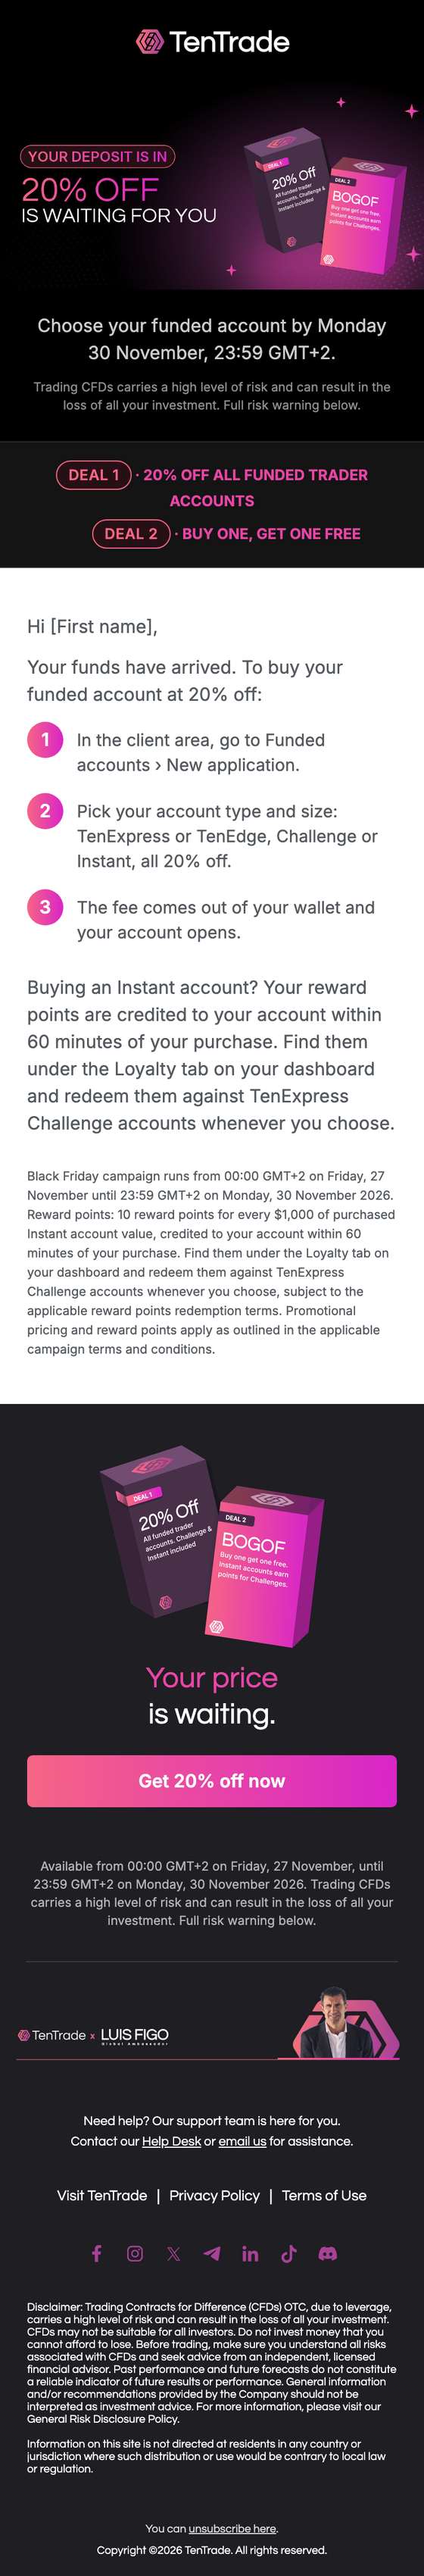 TenTrade
YOUR DEPOSIT IS IN
20% OFF
IS WAITING FOR YOU
DEAL 1
20% Off
All funded trader
accounts. Challenge &
Instant included
DEAL 2
BOGOF
Buy one get one free.
Instant accounts earn
points for Challenges.
Choose your funded account by Monday
30 November, 23:59 GMT+2.
Trading CFDs carries a high level of risk and can result in the
loss of all your investment. Full risk warning below.
DEAL 1 · 20% OFF ALL FUNDED TRADER
ACCOUNTS
DEAL 2 · BUY ONE, GET ONE FREE
Hi [First name],
Your funds have arrived. To buy your
funded account at 20% off:
1 In the client area, go to Funded
accounts › New application.
2 Pick your account type and size:
TenExpress or TenEdge, Challenge or
Instant, all 20% off.
3 The fee comes out of your wallet and
your account opens.
Buying an Instant account? Your reward
points are credited to your account within
60 minutes of your purchase. Find them
under the Loyalty tab on your dashboard
and redeem them against TenExpress
Challenge accounts whenever you choose.
Black Friday campaign runs from 00:00 GMT+2 on Friday, 27
November until 23:59 GMT+2 on Monday, 30 November 2026.
Reward points: 10 reward points for every $1,000 of purchased
Instant account value, credited to your account within 60
minutes of your purchase. Find them under the Loyalty tab on
your dashboard and redeem them against TenExpress
Challenge accounts whenever you choose, subject to the
applicable reward points redemption terms. Promotional
pricing and reward points apply as outlined in the applicable
campaign terms and conditions.
DEAL 1
20% Off
All funded trader
accounts. Challenge &
Instant included
DEAL 2
BOGOF
Buy one get one free.
Instant accounts earn
points for Challenges.
Your price
is waiting.
Get 20% off now
Available from 00:00 GMT+2 on Friday, 27 November, until
23:59 GMT+2 on Monday, 30 November 2026. Trading CFDs
carries a high level of risk and can result in the loss of all your
investment. Full risk warning below.
TenTrade x LUIS FIGO
Global Ambassador
Need help? Our support team is here for you.
Contact our Help Desk or email us for assistance.
Visit TenTrade | Privacy Policy | Terms of Use
Disclaimer: Trading Contracts for Difference (CFDs) OTC, due to leverage,
carries a high level of risk and can result in the loss of all your investment.
CFDs may not be suitable for all investors. Do not invest money that you
cannot afford to lose. Before trading, make sure you understand all risks
associated with CFDs and seek advice from an independent, licensed
financial advisor. Past performance and future forecasts do not constitute
a reliable indicator of future results or performance. General information
and/or recommendations provided by the Company should not be
interpreted as investment advice. For more information, please visit our
General Risk Disclosure Policy.
Information on this site is not directed at residents in any country or
jurisdiction where such distribution or use would be contrary to local law
or regulation.
You can unsubscribe here.
Copyright ©2026 TenTrade. All rights reserved.